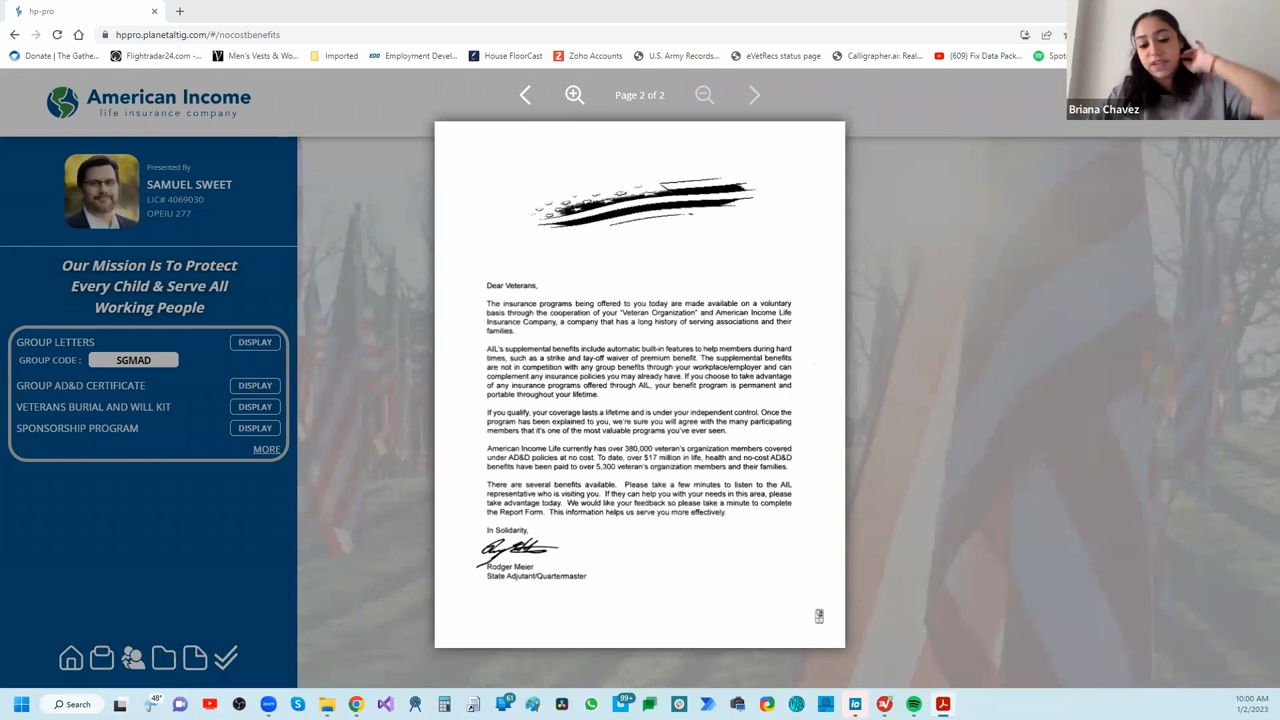 hp-pro
hppro.planetaltig.com/#/nocostbenefits
Donate | The Gathe...
Flightradar24.com -...
Men's Vests & Wo...
Imported
EDD Employment Devel...
House FloorCast
Zoho Accounts
U.S. Army Records...
eVetRecs status page
Calligrapher.ai: Real...
(609) Fix Data Pack...
Spot
American Income
life insurance company
Page 2 of 2
Briana Chavez
Presented By
SAMUEL SWEET
LIC# 4069030
OPEIU 277
Our Mission Is To Protect
Every Child & Serve All
Working People
GROUP LETTERS DISPLAY
GROUP CODE : SGMAD
GROUP AD&D CERTIFICATE DISPLAY
VETERANS BURIAL AND WILL KIT DISPLAY
SPONSORSHIP PROGRAM DISPLAY
MORE
Dear Veterans,
The insurance programs being offered to you today are made available on a voluntary
basis through the cooperation of your "Veteran Organization" and American Income Life
Insurance Company, a company that has a long history of serving associations and their
families.
AIL's supplemental benefits include automatic built-in features to help members during hard
times, such as a strike and lay-off waiver of premium benefit. The supplemental benefits
are not in competition with any group benefits through your workplace/employer and can
complement any insurance policies you may already have. If you choose to take advantage
of any insurance programs offered through AIL, your benefit program is permanent and
portable throughout your lifetime.
If you qualify, your coverage lasts a lifetime and is under your independent control. Once the
program has been explained to you, we're sure you will agree with the many participating
members that it's one of the most valuable programs you've ever seen.
American Income Life currently has over 380,000 veteran's organization members covered
under AD&D policies at no cost. To date, over $17 million in life, health and no-cost AD&D
benefits have been paid to over 5,300 veteran's organization members and their families.
There are several benefits available. Please take a few minutes to listen to the AIL
representative who is visiting you. If they can help you with your needs in this area, please
take advantage today. We would like your feedback so please take a minute to complete
the Report Form. This information helps us serve you more effectively.
In Solidarity,
Rodger Meier
State Adjutant/Quartermaster
Search
48°
61
99+
10:00 AM
1/2/2023